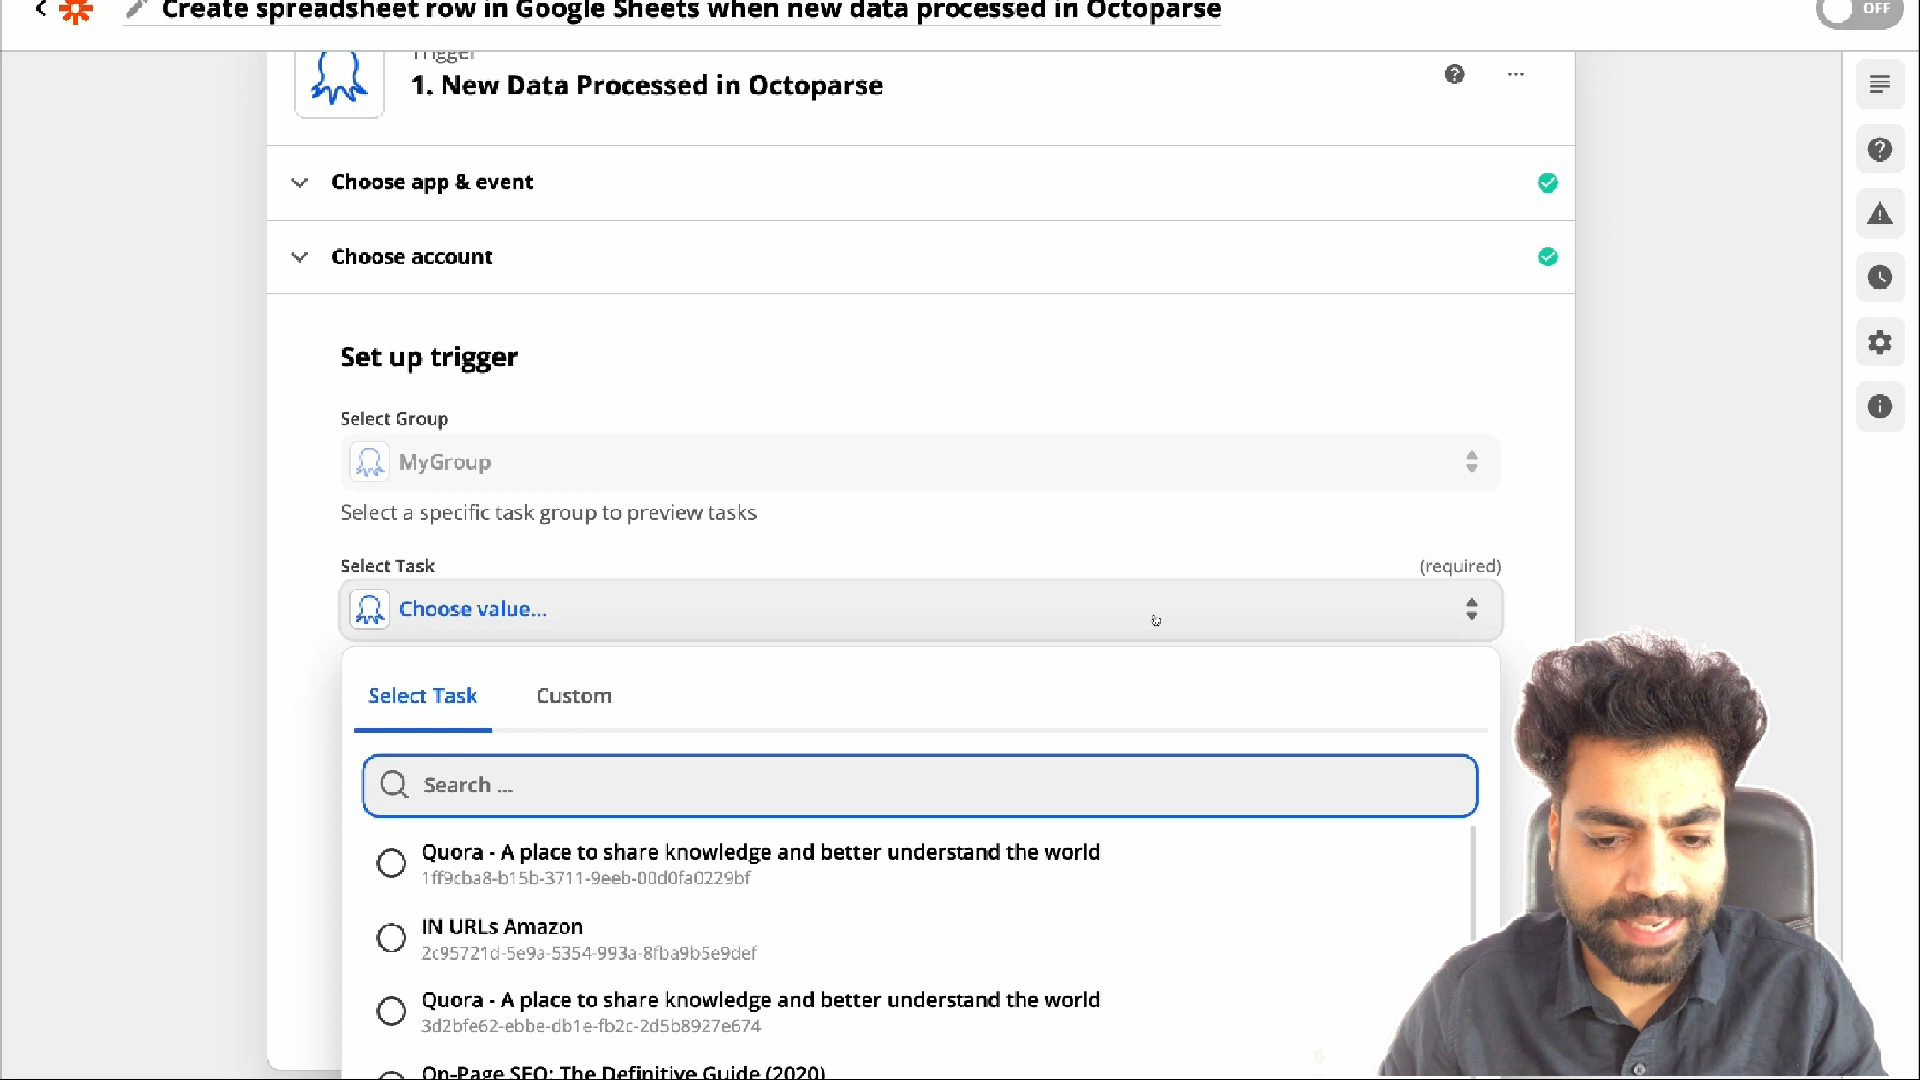 Create spreadsheet row in Google Sheets when new data processed in Octoparse
OFF
Trigger
1. New Data Processed in Octoparse
Choose app & event
Choose account
Set up trigger
Select Group
MyGroup
Select a specific task group to preview tasks
Select Task (required)
Choose value...
Select Task Custom
Search ...
Quora - A place to share knowledge and better understand the world
1ff9cba8-b15b-3711-9eeb-00d0fa0229bf
IN URLs Amazon
2c95721d-5e9a-5354-993a-8fba9b5e9def
Quora - A place to share knowledge and better understand the world
3d2bfe62-ebbe-db1e-fb2c-2d5b8927e674
On-Page SEO: The Definitive Guide (2020)